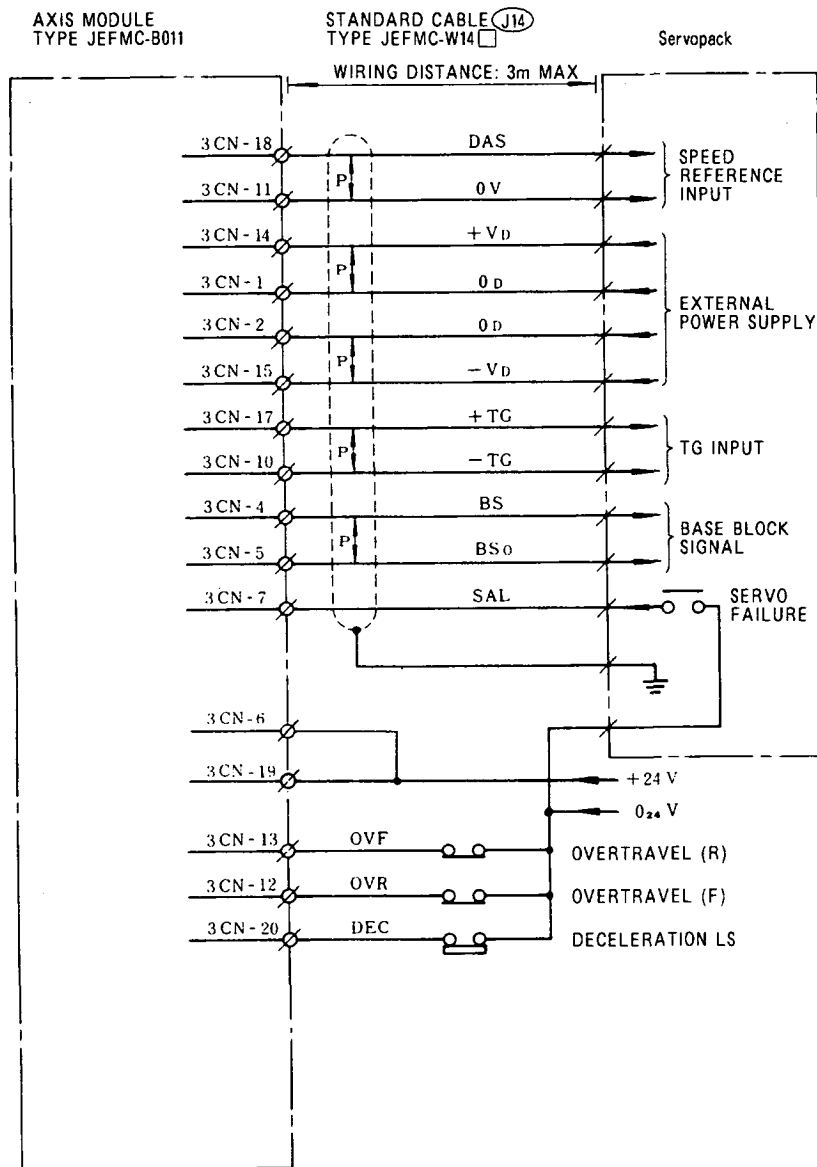 AXIS MODULE
TYPE JEFMC-B011
STANDARD CABLE J14
TYPE JEFMC-W14□
Servopack
WIRING DISTANCE: 3m MAX
3CN-18 DAS
3CN-11 0V
P
SPEED
REFERENCE
INPUT
3CN-14 +VD
3CN-1 0D
P
3CN-2 0D
3CN-15 −VD
P
EXTERNAL
POWER SUPPLY
3CN-17 +TG
3CN-10 −TG
P
TG INPUT
3CN-4 BS
3CN-5 BS0
P
BASE BLOCK
SIGNAL
3CN-7 SAL
SERVO
FAILURE
3CN-6
3CN-19 +24V
024V
3CN-13 OVF OVERTRAVEL (R)
3CN-12 OVR OVERTRAVEL (F)
3CN-20 DEC DECELERATION LS